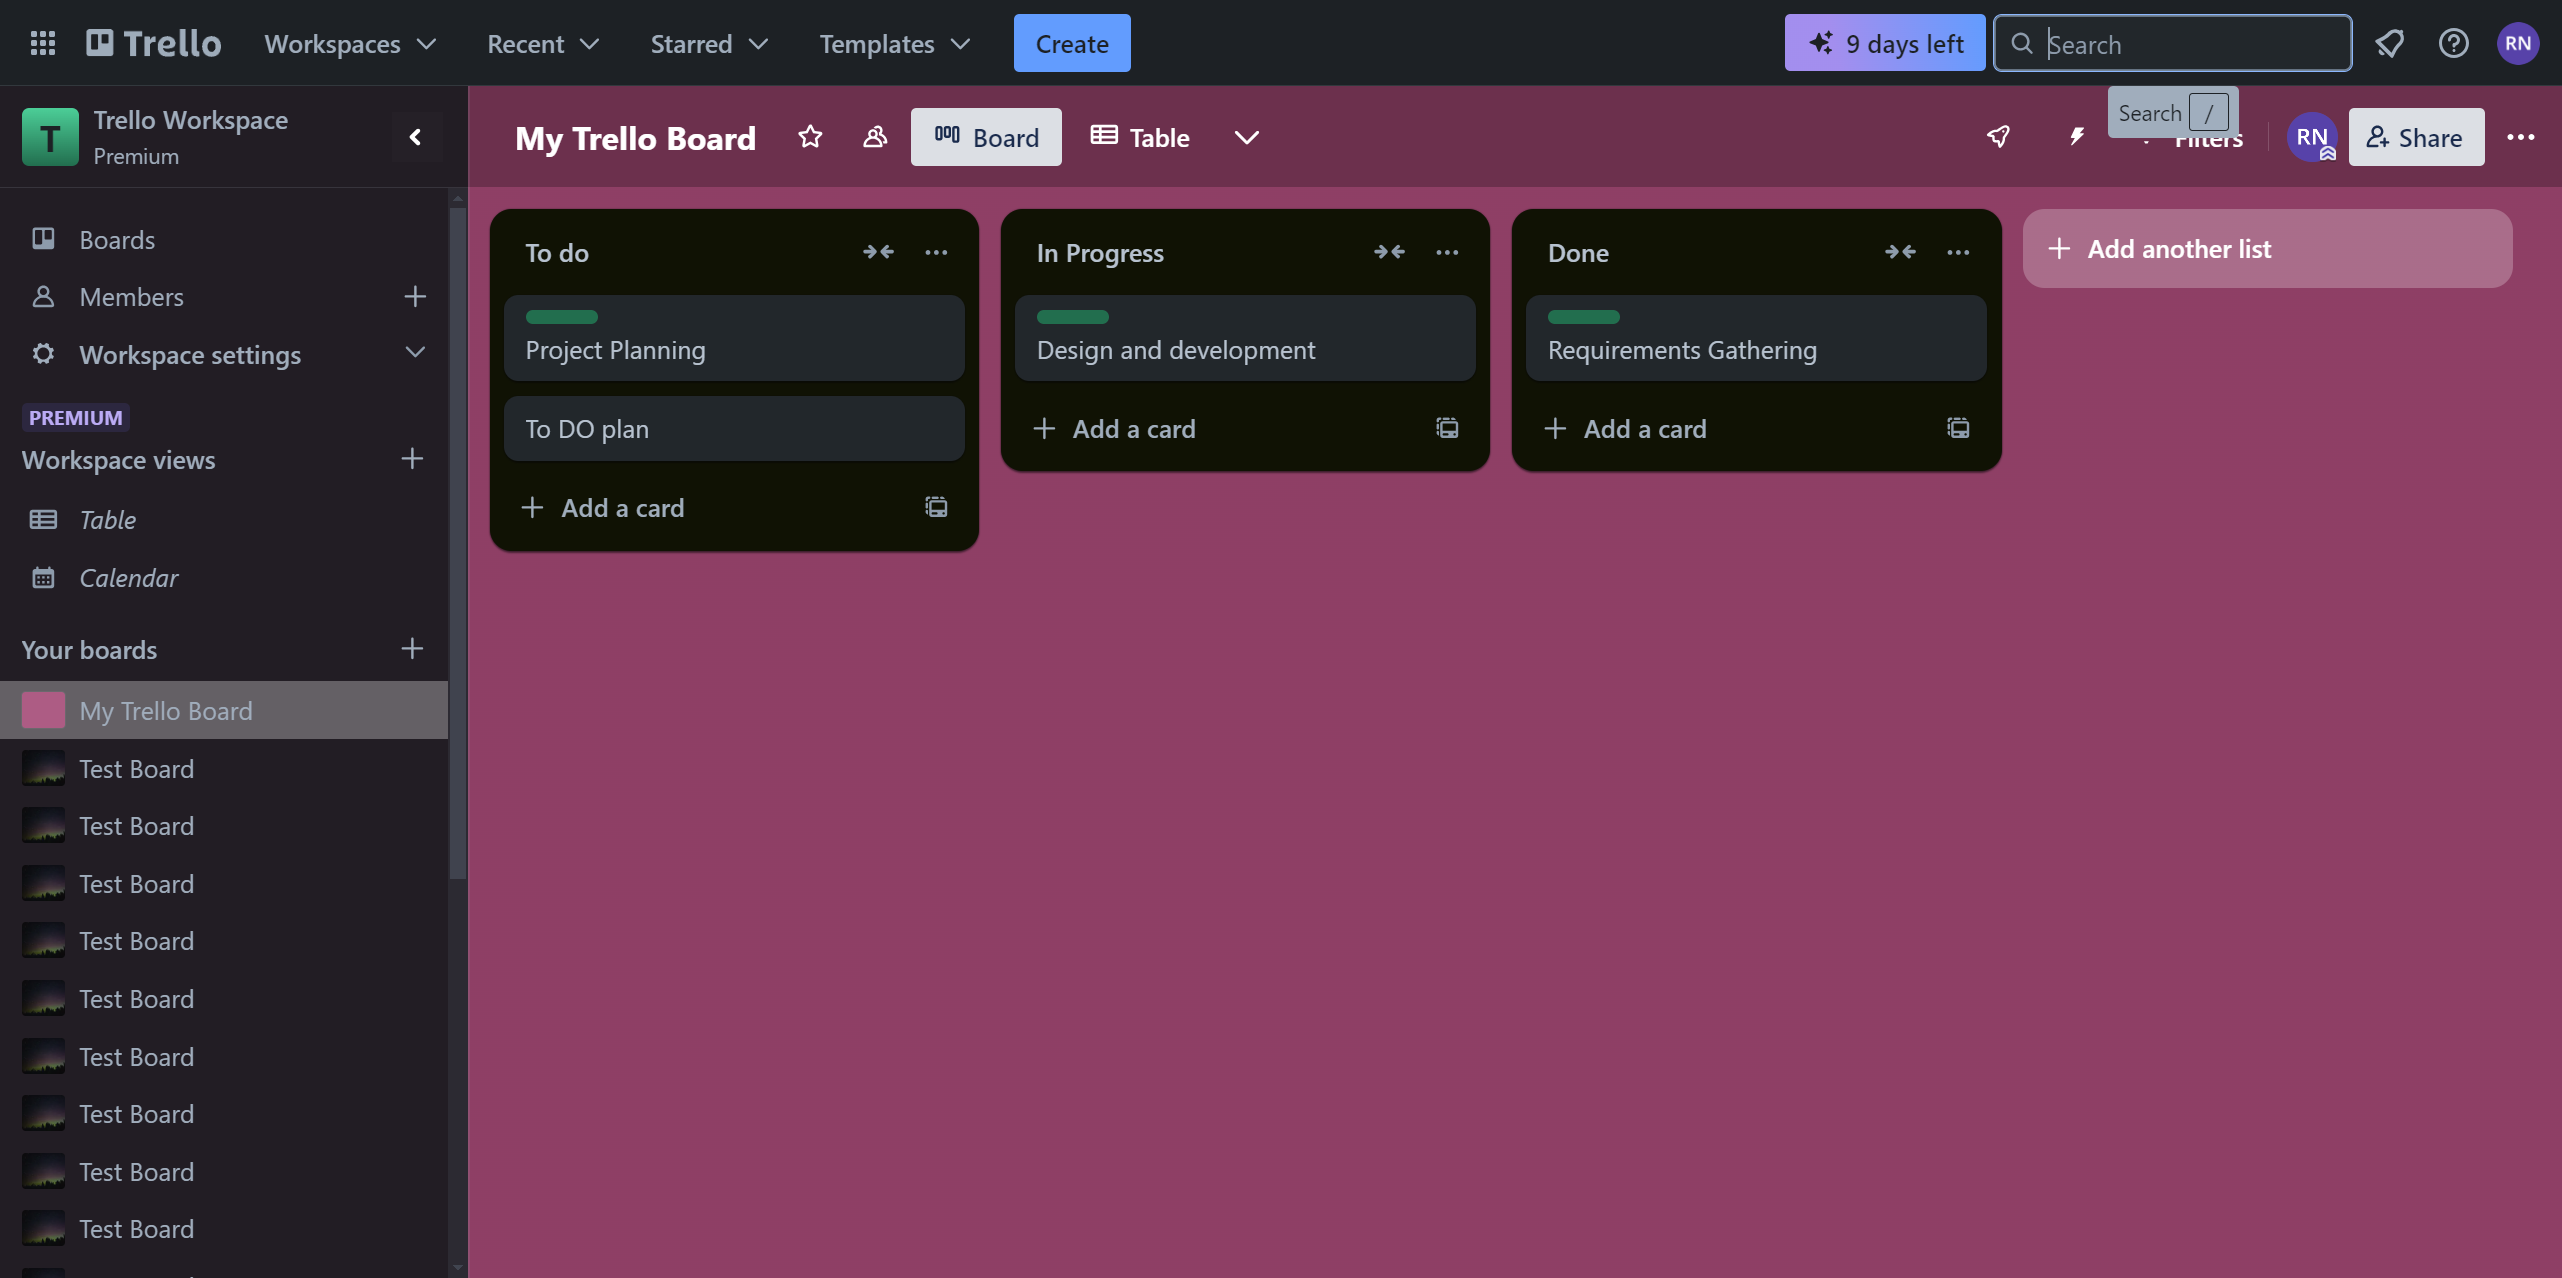 Trello
Workspaces
Recent
Starred
Templates
Create
9 days left
Search
RN
T
Trello Workspace
Premium
My Trello Board
Board
Table
Search /
Filters
RN
Share
Boards
Members
Workspace settings
PREMIUM
Workspace views
Table
Calendar
Your boards
My Trello Board
Test Board
Test Board
Test Board
Test Board
Test Board
Test Board
Test Board
Test Board
Test Board
To do
Project Planning
To DO plan
Add a card
In Progress
Design and development
Add a card
Done
Requirements Gathering
Add a card
Add another list